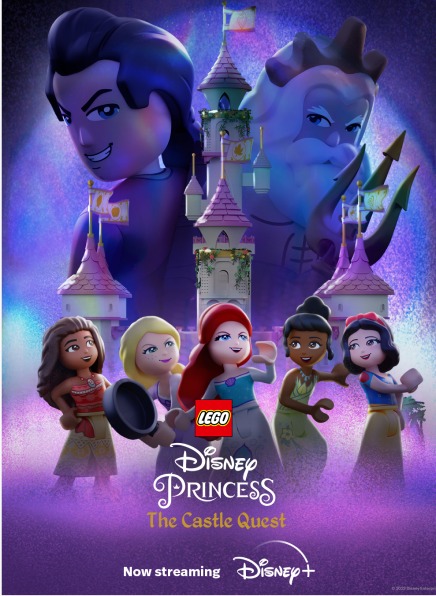 LEGO
Disney
PRINCESS
The Castle Quest
Now streaming Disney+